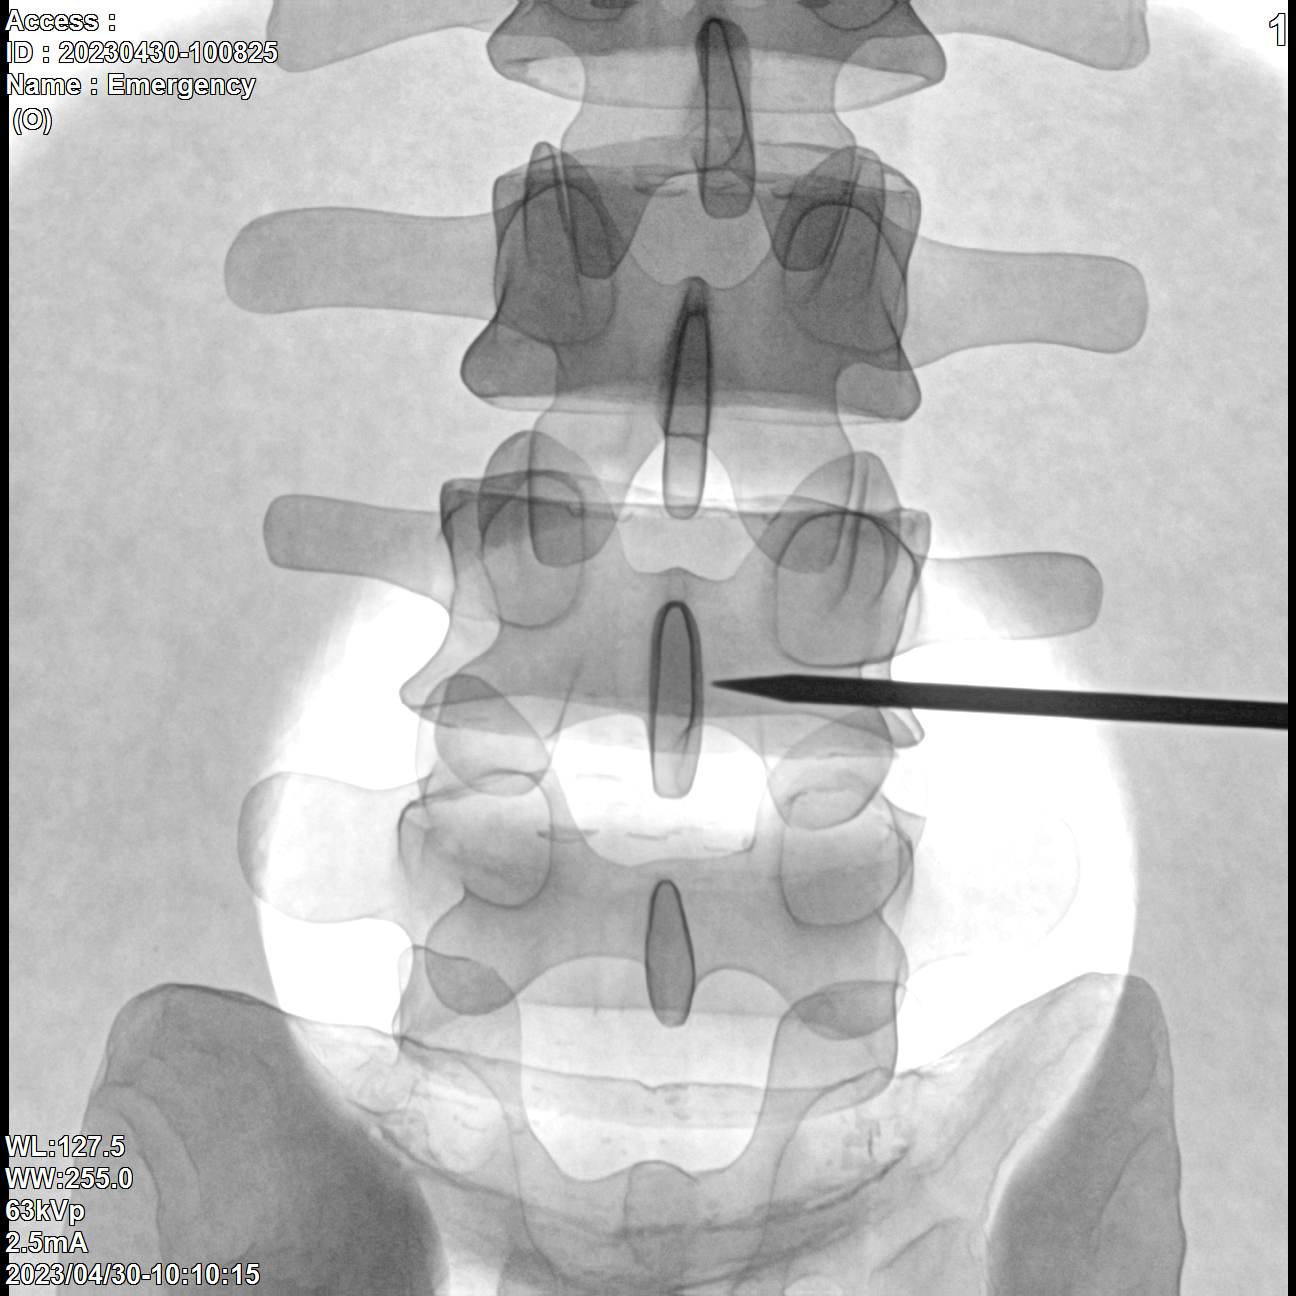 Access :
ID : 20230430-100825
Name : Emergency
(O)
1
WL:127.5
WW:255.0
63kVp
2.5mA
2023/04/30-10:10:15